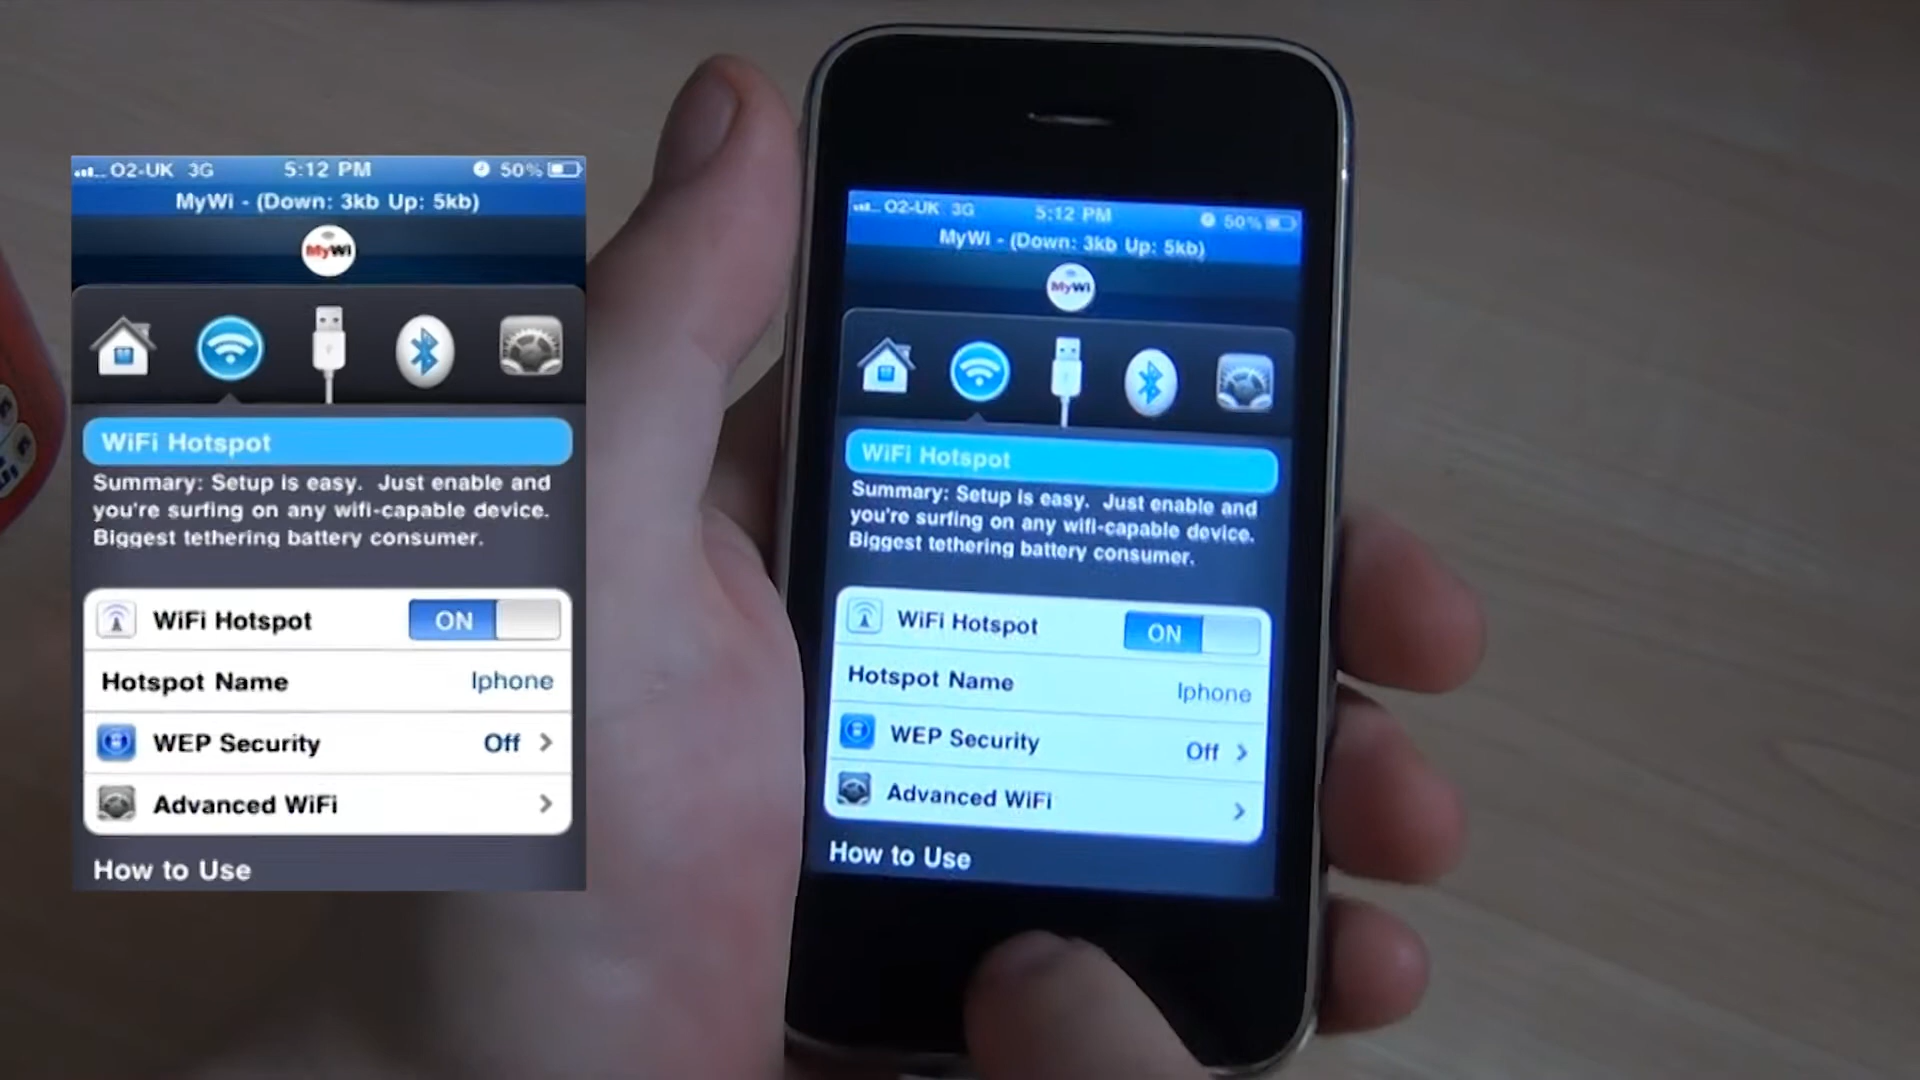 O2-UK 3G 5:12 PM 50%
MyWi - (Down: 3kb Up: 5kb)
MyWi
WiFi Hotspot
Summary: Setup is easy. Just enable and
you're surfing on any wifi-capable device.
Biggest tethering battery consumer.
WiFi Hotspot ON
Hotspot Name Iphone
WEP Security Off
Advanced WiFi
How to Use
O2-UK 3G 5:12 PM 50%
MyWi - (Down: 3kb Up: 5kb)
MyWi
WiFi Hotspot
Summary: Setup is easy. Just enable and
you're surfing on any wifi-capable device.
Biggest tethering battery consumer.
WiFi Hotspot ON
Hotspot Name Iphone
WEP Security Off
Advanced WiFi
How to Use